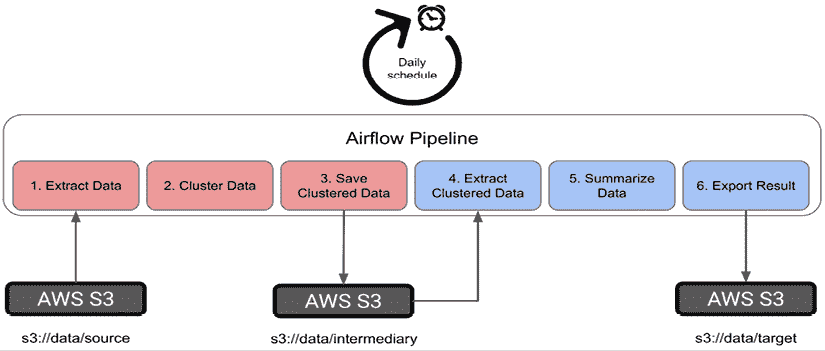 Daily
schedule
Airflow Pipeline
1. Extract Data
2. Cluster Data
3. Save
Clustered Data
4. Extract
Clustered Data
5. Summarize
Data
6. Export Result
AWS S3
AWS S3
AWS S3
s3://data/source
s3://data/intermediary
s3://data/target